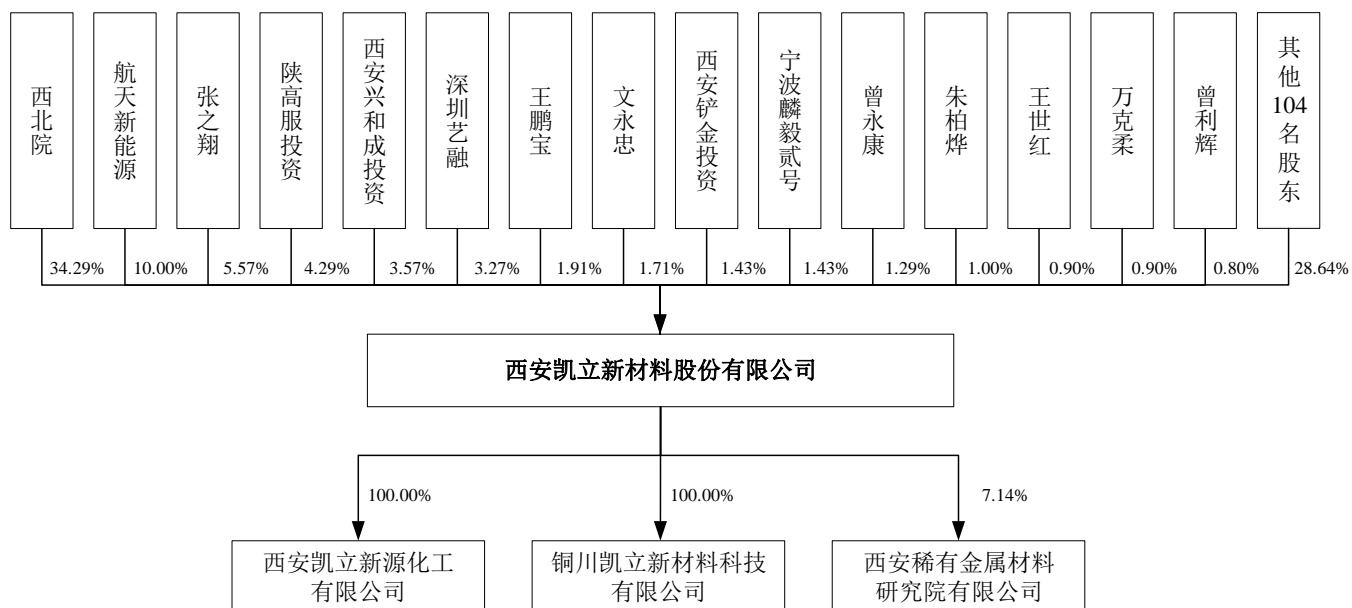 西北院
航天新能源
张之翔
陕高服投资
西安兴和成投资
深圳艺融
王鹏宝
文永忠
西安铲金投资
宁波麟毅贰号
曾永康
朱柏烨
王世红
万克柔
曾利辉
其他104名股东
34.29%
10.00%
5.57%
4.29%
3.57%
3.27%
1.91%
1.71%
1.43%
1.43%
1.29%
1.00%
0.90%
0.90%
0.80%
28.64%
西安凯立新材料股份有限公司
100.00%
100.00%
7.14%
西安凯立新源化工
有限公司
铜川凯立新材料科技
有限公司
西安稀有金属材料
研究院有限公司